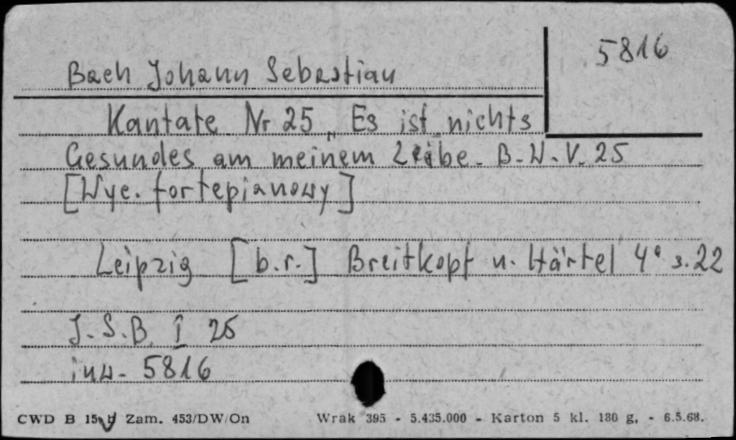 5816
Bach Johann Sebastian
Kantate Nr 25 „Es ist nichts
Gesundes am meinem Leibe. B.W.V. 25
[Wyc. fortepianowy]
Leipzig [b.r.] Breitkopf u. Härtel 4° s. 22
J.S.B. I 25
inw. 5816
CWD B 15 Zam. 453/DW/On Wrak 395 - 5.435.000 - Karton 5 kl. 180 g, - 6.5.68.